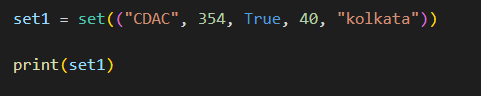 set1 = set(("CDAC", 354, True, 40, "kolkata"))
print(set1)